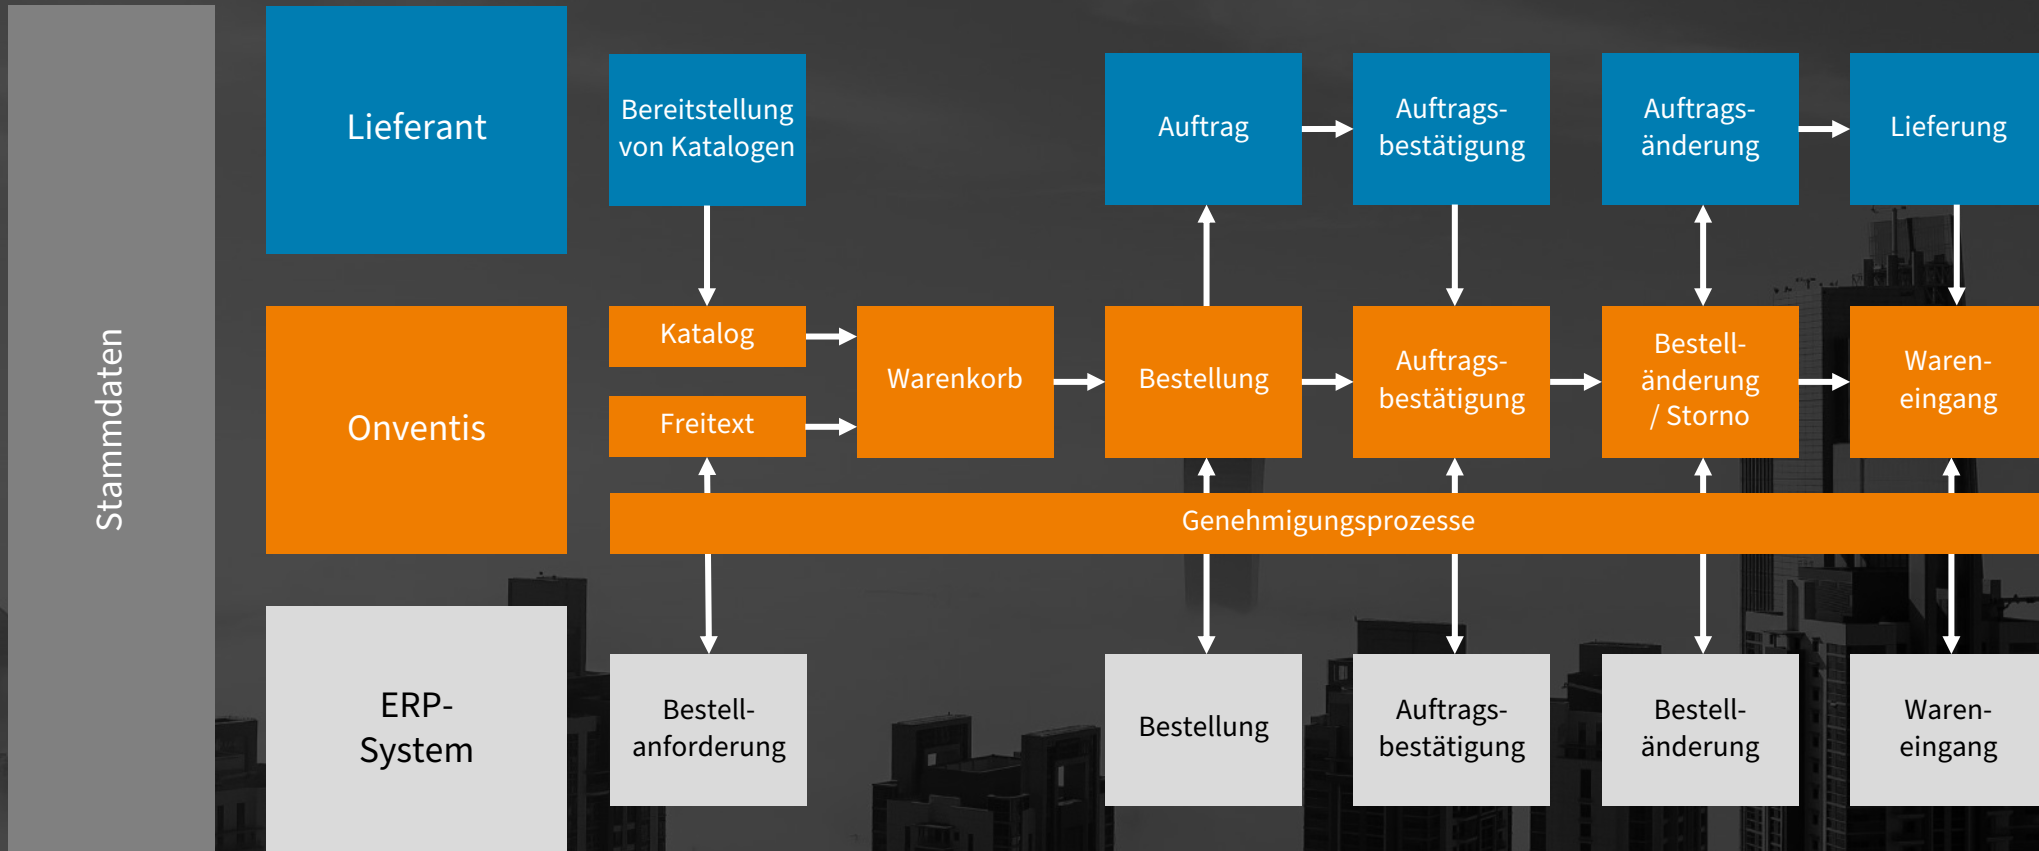 Stammdaten
Lieferant
Bereitstellung
von Katalogen
Auftrag
Auftrags-
bestätigung
Auftrags-
änderung
Lieferung
Onventis
Katalog
Freitext
Warenkorb
Bestellung
Auftrags-
bestätigung
Bestell-
änderung
/ Storno
Waren-
eingang
Genehmigungsprozesse
ERP-
System
Bestell-
anforderung
Bestellung
Auftrags-
bestätigung
Bestell-
änderung
Waren-
eingang